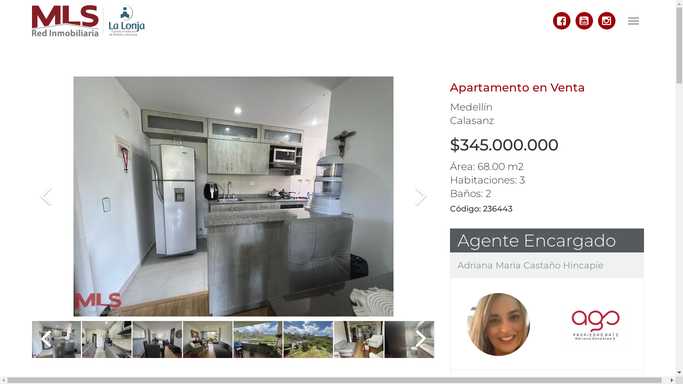 MLS
Red Inmobiliaria
La Lonja
Apartamento en Venta
Medellín
Calasanz
$345.000.000
Área: 68.00 m2
Habitaciones: 3
Baños: 2
Código: 236443
MLS
Agente Encargado
Adriana Maria Castaño Hincapie
ago